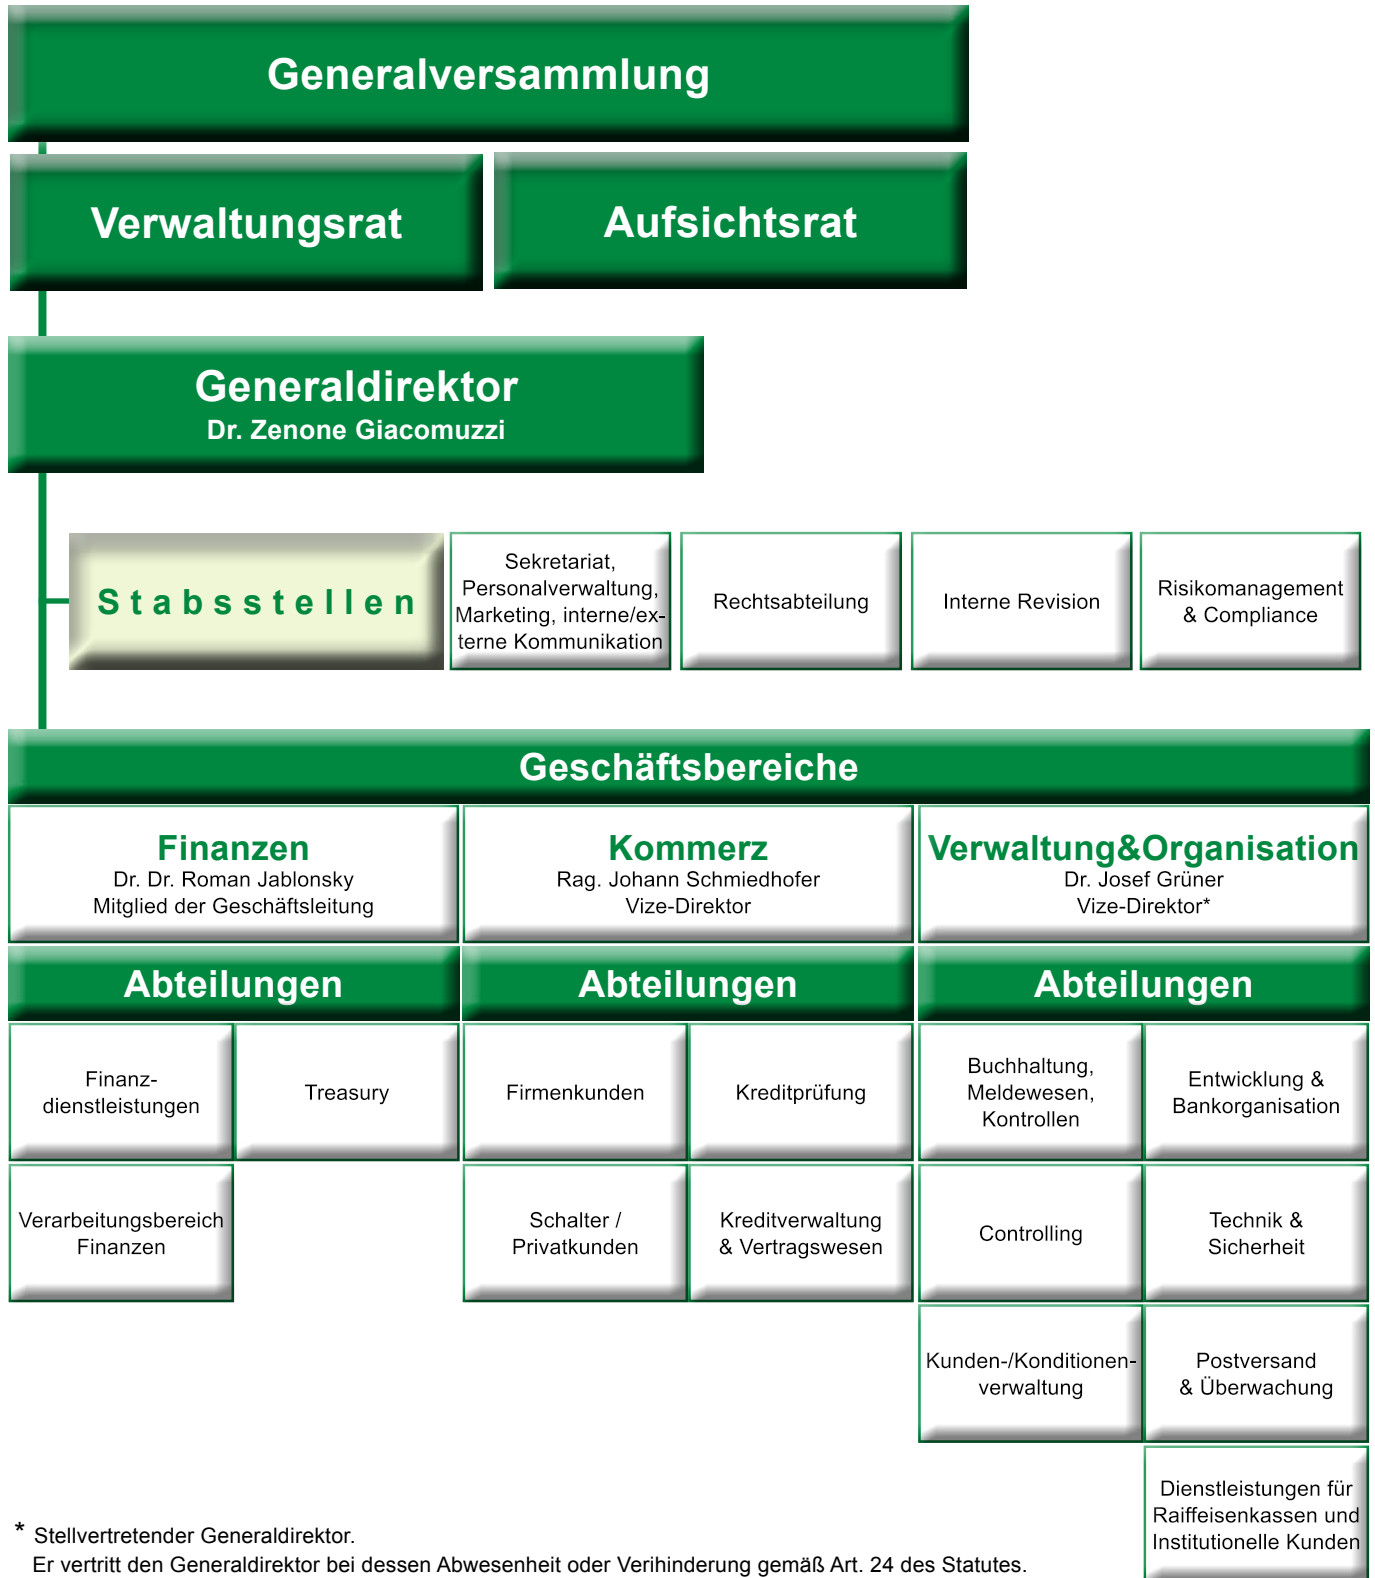 Generalversammlung
Verwaltungsrat
Aufsichtsrat
Generaldirektor
Dr. Zenone Giacomuzzi
Stabsstellen
Sekretariat,
Personalverwaltung,
Marketing, interne/ex-
terne Kommunikation
Rechtsabteilung
Interne Revision
Risikomanagement
& Compliance
Geschäftsbereiche
Finanzen
Dr. Dr. Roman Jablonsky
Mitglied der Geschäftsleitung
Kommerz
Rag. Johann Schmiedhofer
Vize-Direktor
Verwaltung&Organisation
Dr. Josef Grüner
Vize-Direktor*
Abteilungen
Abteilungen
Abteilungen
Finanz-
dienstleistungen
Treasury
Firmenkunden
Kreditprüfung
Buchhaltung,
Meldewesen,
Kontrollen
Entwicklung &
Bankorganisation
Verarbeitungsbereich
Finanzen
Schalter /
Privatkunden
Kreditverwaltung
& Vertragswesen
Controlling
Technik &
Sicherheit
Kunden-/Konditionen-
verwaltung
Postversand
& Überwachung
Dienstleistungen für
Raiffeisenkassen und
Institutionelle Kunden
* Stellvertretender Generaldirektor.
Er vertritt den Generaldirektor bei dessen Abwesenheit oder Verihinderung gemäß Art. 24 des Statutes.